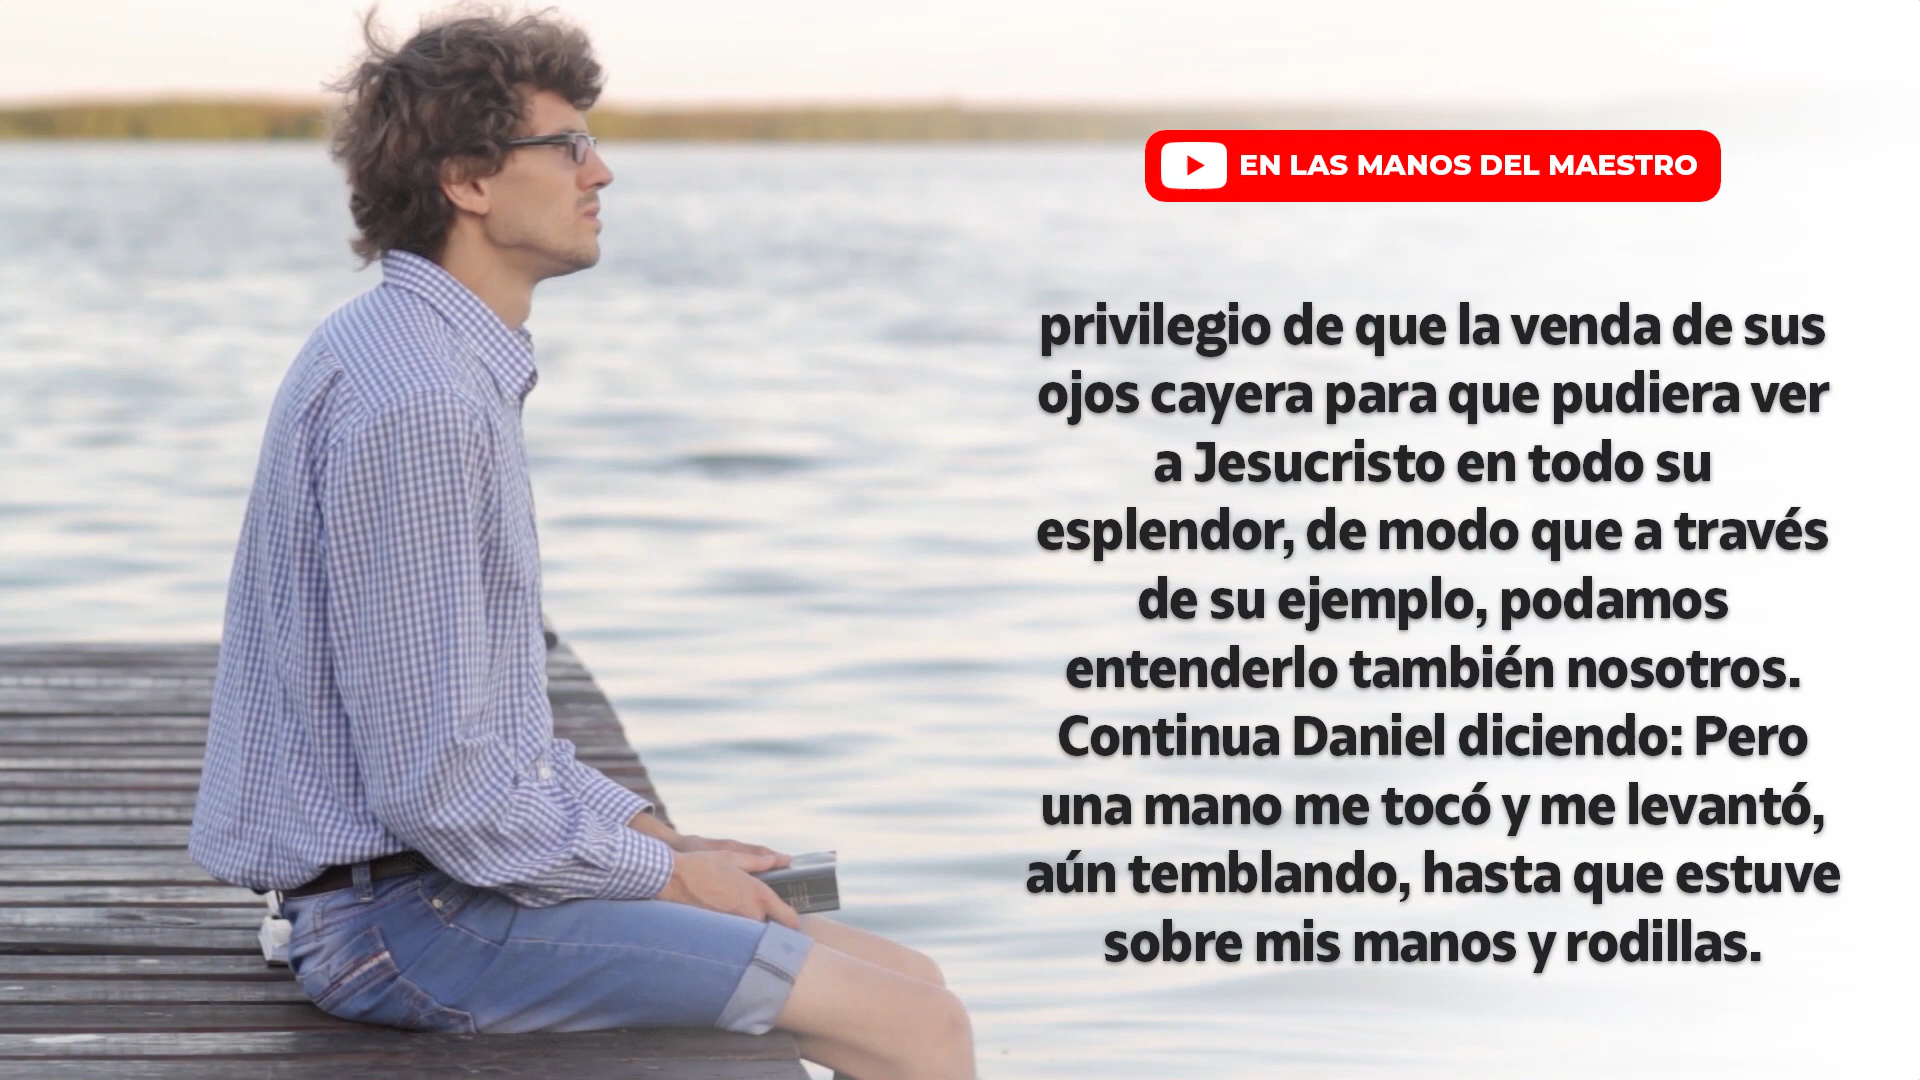 EN LAS MANOS DEL MAESTRO
privilegio de que la venda de sus
ojos cayera para que pudiera ver
a Jesucristo en todo su
esplendor, de modo que a través
de su ejemplo, podamos
entenderlo también nosotros.
Continua Daniel diciendo: Pero
una mano me tocó y me levantó,
aún temblando, hasta que estuve
sobre mis manos y rodillas.